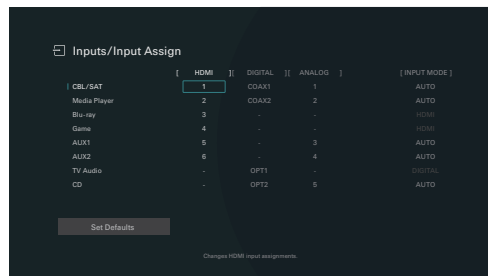 Inputs/Input Assign
[ HDMI ][ DIGITAL ][ ANALOG ] [ INPUT MODE ]
CBL/SAT 1 COAX1 1 AUTO
Media Player 2 COAX2 2 AUTO
Blu-ray 3 - - HDMI
Game 4 - - HDMI
AUX1 5 - 3 AUTO
AUX2 6 - 4 AUTO
TV Audio - OPT1 - DIGITAL
CD - OPT2 5 AUTO
Set Defaults
Changes HDMI input assignments.